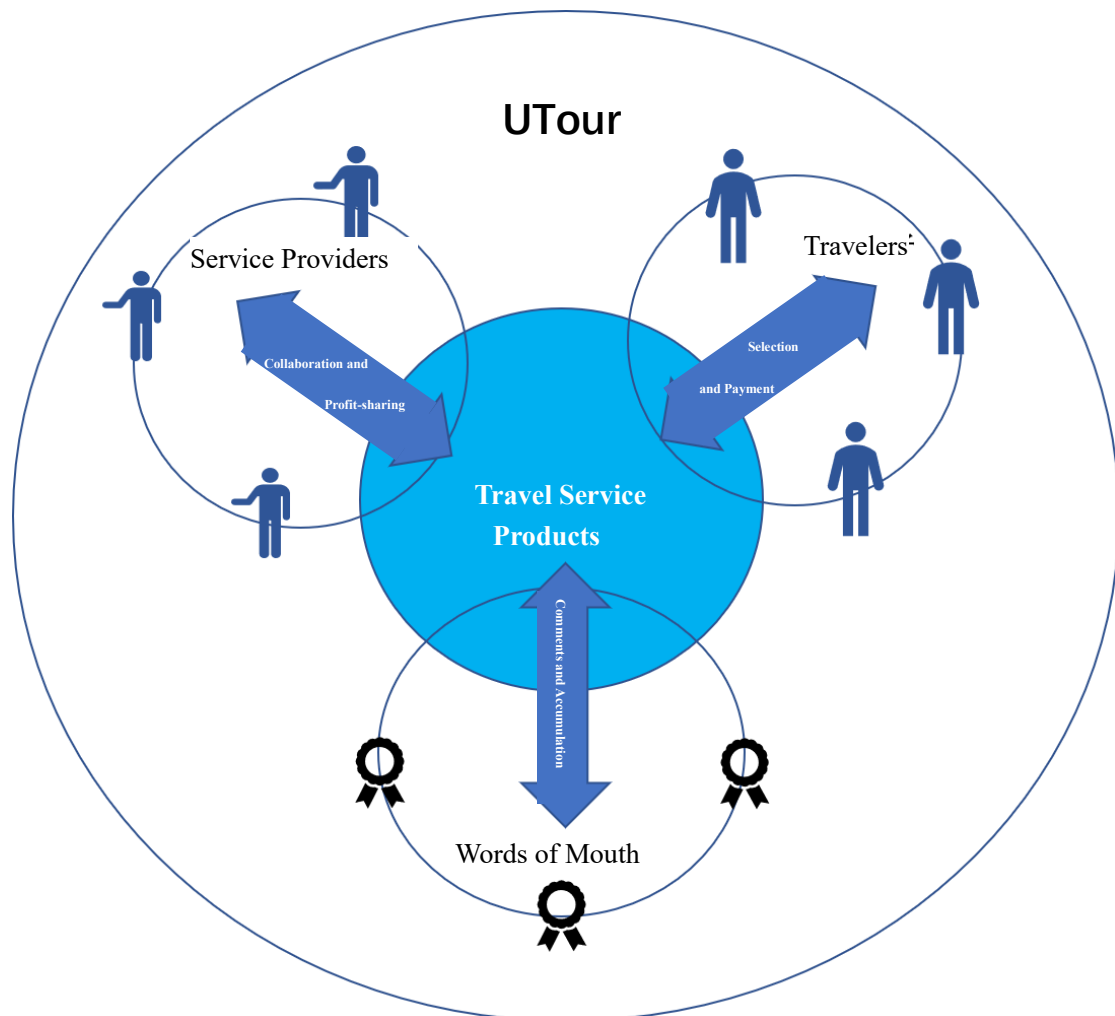 UTour
Service Providers
Travelers
Collaboration and
Profit-sharing
Selection
and Payment
Travel Service
Products
Comments and Accumulation
Words of Mouth